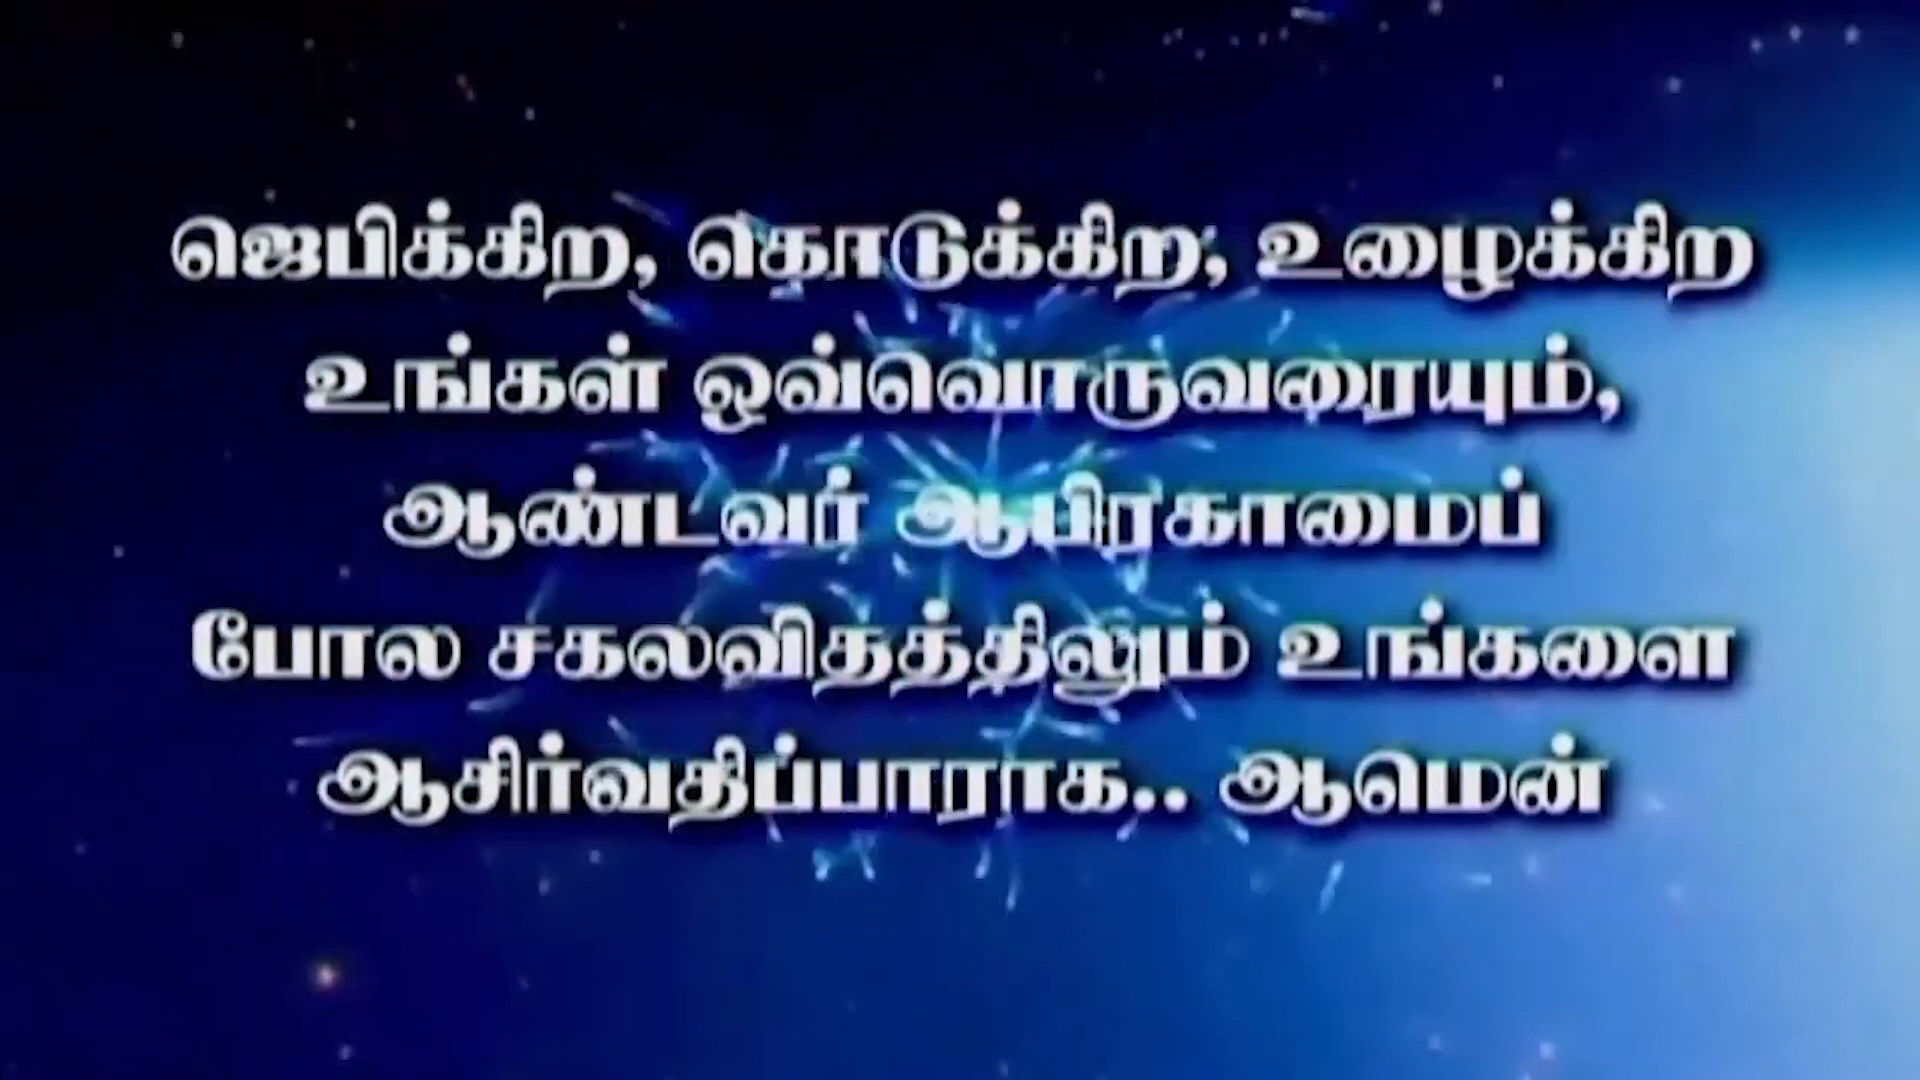 ஜெபிக்கிற, கொடுக்கிற, உழைக்கிற
உங்கள் ஒவ்வொருவரையும்,
ஆண்டவர் ஆபிரகாமைப்
போல சகலவிதத்திலும் உங்களை
ஆசிர்வதிப்பாராக.. ஆமென்